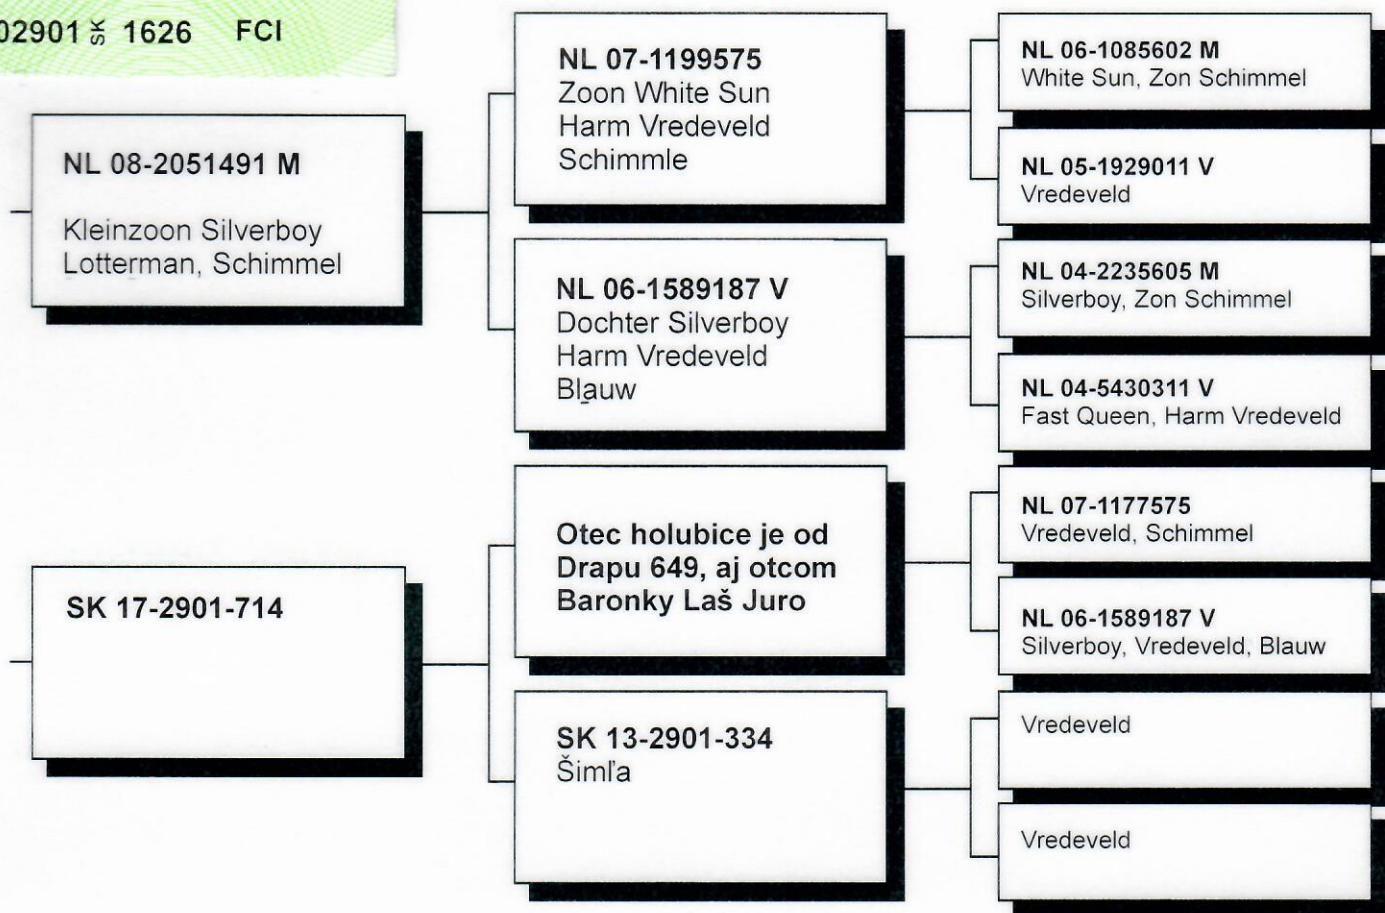 02901 SK 1626 FCI
NL 08-2051491 M
Kleinzoon Silverboy
Lotterman, Schimmel
SK 17-2901-714
NL 07-1199575
Zoon White Sun
Harm Vredeveld
Schimmle
NL 06-1589187 V
Dochter Silverboy
Harm Vredeveld
Blauw
Otec holubice je od
Drapu 649, aj otcom
Baronky Laš Juro
SK 13-2901-334
Šimľa
NL 06-1085602 M
White Sun, Zon Schimmel
NL 05-1929011 V
Vredeveld
NL 04-2235605 M
Silverboy, Zon Schimmel
NL 04-5430311 V
Fast Queen, Harm Vredeveld
NL 07-1177575
Vredeveld, Schimmel
NL 06-1589187 V
Silverboy, Vredeveld, Blauw
Vredeveld
Vredeveld